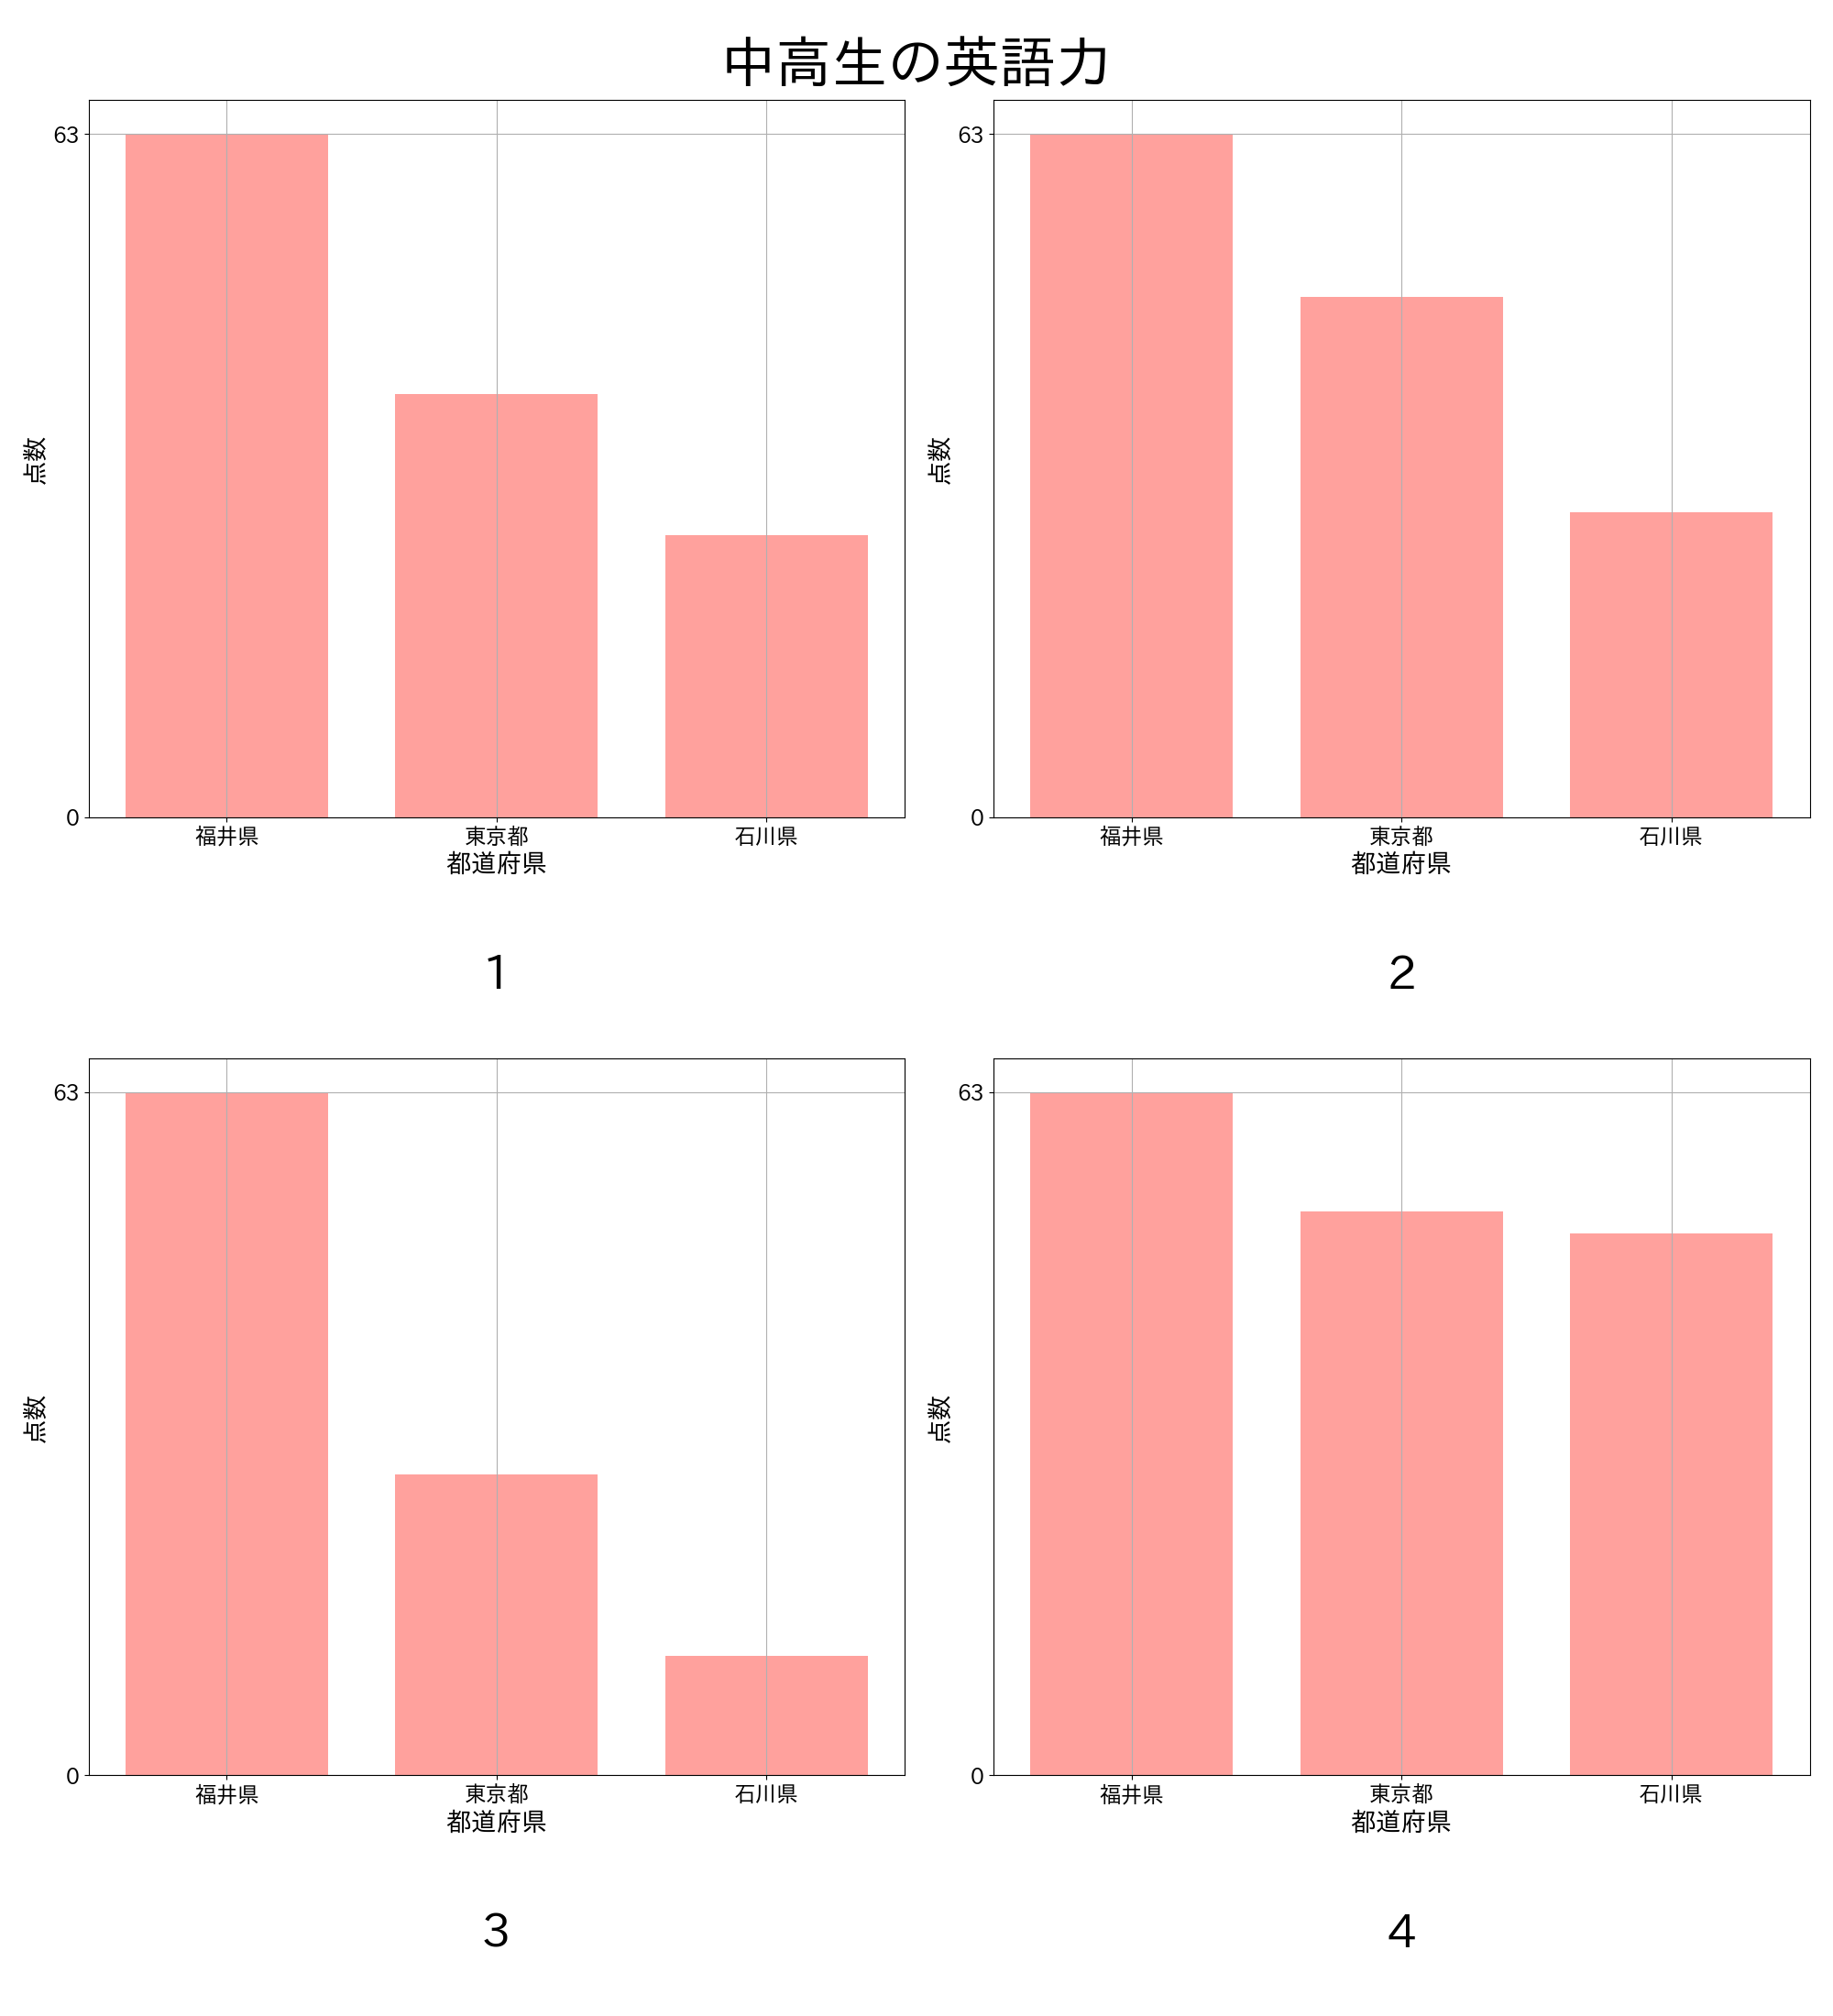 中高生の英語力
63
0
点数
福井県 東京都 石川県
都道府県
1
63
0
点数
福井県 東京都 石川県
都道府県
2
63
0
点数
福井県 東京都 石川県
都道府県
3
63
0
点数
福井県 東京都 石川県
都道府県
4